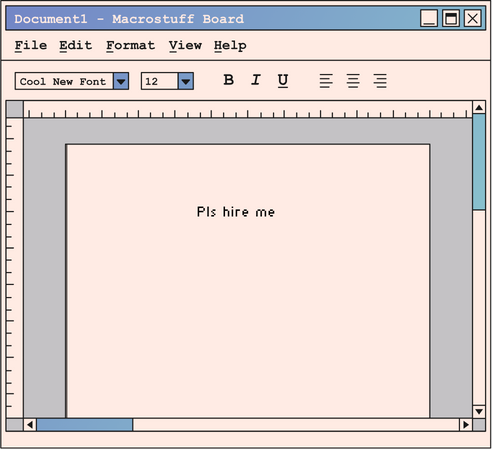 Document1 - Macrostuff Board
File Edit Format View Help
Cool New Font 12 B I U
Pls hire me